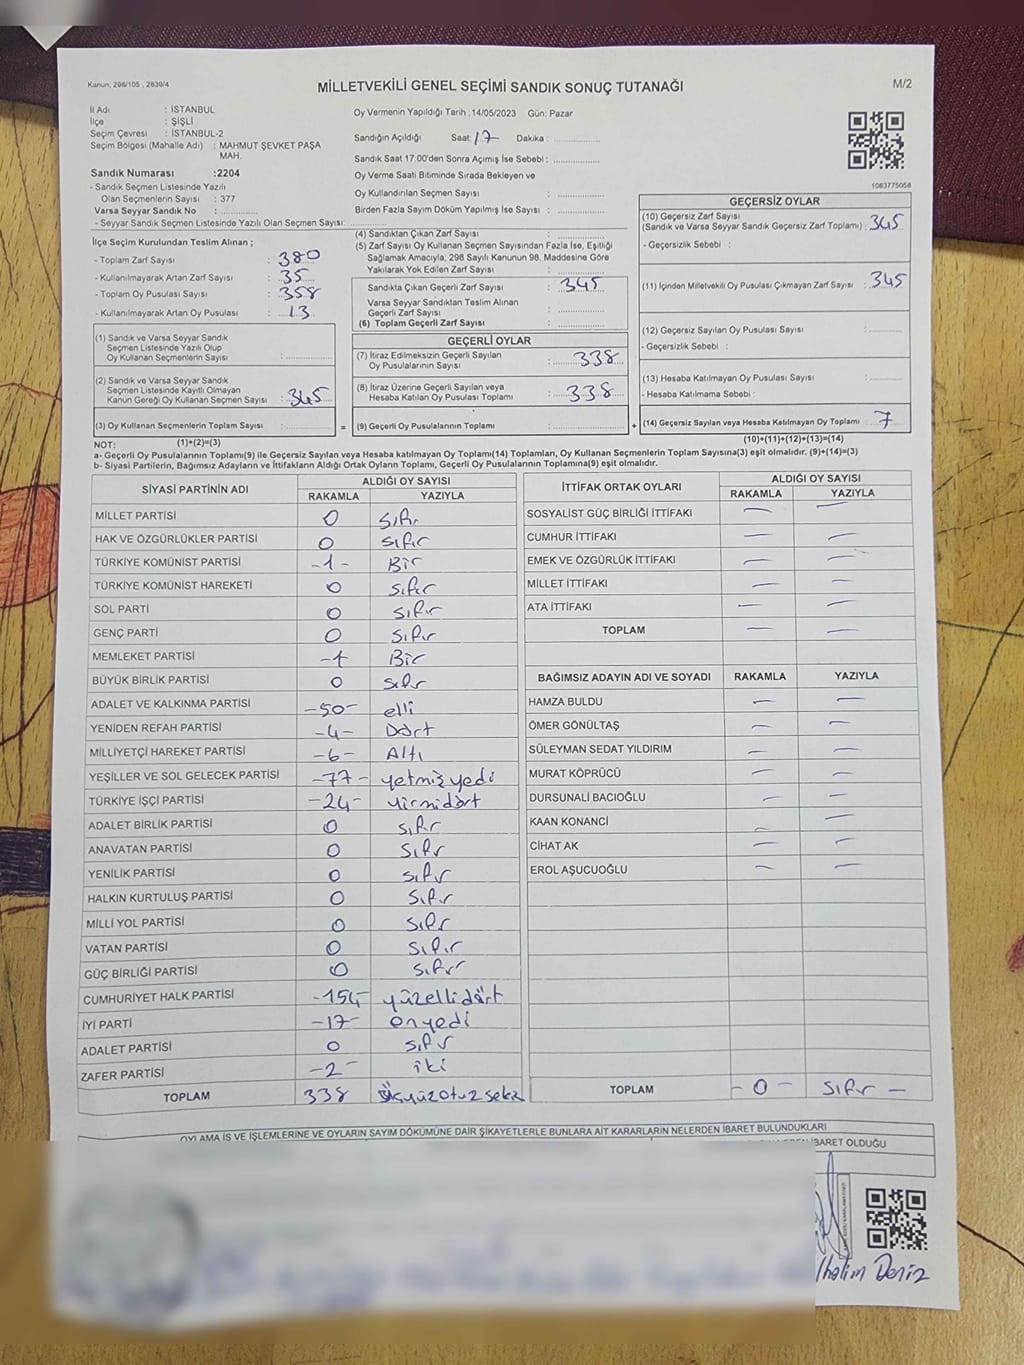 Kanun: 298/105 , 2839/4
MİLLETVEKİLİ GENEL SEÇİMİ SANDIK SONUÇ TUTANAĞI
M/2
İl Adı : İSTANBUL
İlçe : ŞİŞLİ
Seçim Çevresi : İSTANBUL-2
Seçim Bölgesi (Mahalle Adı) : MAHMUT ŞEVKET PAŞA
MAH.
Sandık Numarası :2204
- Sandık Seçmen Listesinde Yazılı
Olan Seçmenlerin Sayısı : 377
Varsa Seyyar Sandık No :
- Seyyar Sandık Seçmen Listesinde Yazılı Olan Seçmen Sayısı:
Oy Vermenin Yapıldığı Tarih :14/05/2023 Gün: Pazar
Sandığın Açıldığı Saat: 17 Dakika :
Sandık Saat 17:00'den Sonra Açımış İse Sebebi :
Oy Verme Saati Bitiminde Sırada Bekleyen ve
Oy Kullandırılan Seçmen Sayısı :
Birden Fazla Sayım Döküm Yapılmış İse Sayısı :
1083775058
İlçe Seçim Kurulundan Teslim Alınan ;
- Toplam Zarf Sayısı : 380
- Kullanılmayarak Artan Zarf Sayısı : 35
- Toplam Oy Pusulası Sayısı : 358
- Kullanılmayarak Artan Oy Pusulası : 13
(4) Sandıktan Çıkan Zarf Sayısı :
(5) Zarf Sayısı Oy Kullanan Seçmen Sayısından Fazla İse, Eşitliği
Sağlamak Amacıyla, 298 Sayılı Kanunun 98. Maddesine Göre
Yakılarak Yok Edilen Zarf Sayısı :
Sandıkta Çıkan Geçerli Zarf Sayısı : 345
Varsa Seyyar Sandıktan Teslim Alınan
Geçerli Zarf Sayısı :
(6) Toplam Geçerli Zarf Sayısı :
GEÇERSİZ OYLAR
(10) Geçersiz Zarf Sayısı
(Sandık ve Varsa Seyyar Sandık Geçersiz Zarf Toplamı) : 345
- Geçersizlik Sebebi :
(11) İçinden Milletvekili Oy Pusulası Çıkmayan Zarf Sayısı : 345
(12) Geçersiz Sayılan Oy Pusulası Sayısı :
- Geçersizlik Sebebi :
(13) Hesaba Katılmayan Oy Pusulası Sayısı :
- Hesaba Katılmama Sebebi :
(14) Geçersiz Sayılan veya Hesaba Katılmayan Oy Toplamı : 7
(10)+(11)+(12)+(13)=(14)
(1) Sandık ve Varsa Seyyar Sandık
Seçmen Listesinde Yazılı Olup
Oy Kullanan Seçmenlerin Sayısı :
(2) Sandık ve Varsa Seyyar Sandık
Seçmen Listesinde Kayıtlı Olmayan
Kanun Gereği Oy Kullanan Seçmen Sayısı : 345
(3) Oy Kullanan Seçmenlerin Toplam Sayısı :
(1)+(2)=(3)
=
GEÇERLİ OYLAR
(7) İtiraz Edilmeksizin Geçerli Sayılan
Oy Pusulalarının Sayısı : 338
(8) İtiraz Üzerine Geçerli Sayılan veya
Hesaba Katılan Oy Pusulası Toplamı : 338
(9) Geçerli Oy Pusulalarının Toplamı :
+
NOT:
a- Geçerli Oy Pusulalarının Toplamı(9) ile Geçersiz Sayılan veya Hesaba katılmayan Oy Toplamı(14) Toplamları, Oy Kullanan Seçmenlerin Toplam Sayısına(3) eşit olmalıdır. (9)+(14)=(3)
b- Siyasi Partilerin, Bağımsız Adayların ve İttifakların Aldığı Ortak Oyların Toplamı, Geçerli Oy Pusulalarının Toplamına(9) eşit olmalıdır.
SİYASİ PARTİNİN ADI ALDIĞI OY SAYISI
RAKAMLA YAZIYLA
MİLLET PARTİSİ 0 sıfır
HAK VE ÖZGÜRLÜKLER PARTİSİ 0 sıfır
TÜRKİYE KOMÜNİST PARTİSİ -1- Bir
TÜRKİYE KOMÜNİST HAREKETİ 0 sıfır
SOL PARTİ 0 sıfır
GENÇ PARTİ 0 sıfır
MEMLEKET PARTİSİ -1 Bir
BÜYÜK BİRLİK PARTİSİ 0 sıfır
ADALET VE KALKINMA PARTİSİ -50- elli
YENİDEN REFAH PARTİSİ -4- Dört
MİLLİYETÇİ HAREKET PARTİSİ -6- Altı
YEŞİLLER VE SOL GELECEK PARTİSİ -77- yetmiş yedi
TÜRKİYE İŞÇİ PARTİSİ -24- yirmidört
ADALET BİRLİK PARTİSİ 0 sıfır
ANAVATAN PARTİSİ 0 sıfır
YENİLİK PARTİSİ 0 sıfır
HALKIN KURTULUŞ PARTİSİ 0 sıfır
MİLLİ YOL PARTİSİ 0 sıfır
VATAN PARTİSİ 0 sıfır
GÜÇ BİRLİĞİ PARTİSİ 0 sıfır
CUMHURİYET HALK PARTİSİ -154- yüzellidört
İYİ PARTİ -17- onyedi
ADALET PARTİSİ 0 sıfır
ZAFER PARTİSİ -2- iki
TOPLAM 338 üçyüzotuzsekiz
İTTİFAK ORTAK OYLARI ALDIĞI OY SAYISI
RAKAMLA YAZIYLA
SOSYALİST GÜÇ BİRLİĞİ İTTİFAKI — —
CUMHUR İTTİFAKI — —
EMEK VE ÖZGÜRLÜK İTTİFAKI — —
MİLLET İTTİFAKI — —
ATA İTTİFAKI — —
TOPLAM — —
BAĞIMSIZ ADAYIN ADI VE SOYADI RAKAMLA YAZIYLA
HAMZA BULDU — —
ÖMER GÖNÜLTAŞ — —
SÜLEYMAN SEDAT YILDIRIM — —
MURAT KÖPRÜCÜ — —
DURSUNALİ BACIOĞLU — —
KAAN KONANCİ — —
CİHAT AK — —
EROL AŞUCUOĞLU — —
TOPLAM - 0 - sıfır —
OYLAMA İŞ VE İŞLEMLERİNE VE OYLARIN SAYIM DÖKÜMÜNE DAİR ŞİKAYETLERLE BUNLARA AİT KARARLARIN NELERDEN İBARET BULUNDUKLARI
İBARET OLDUĞU
Deniz